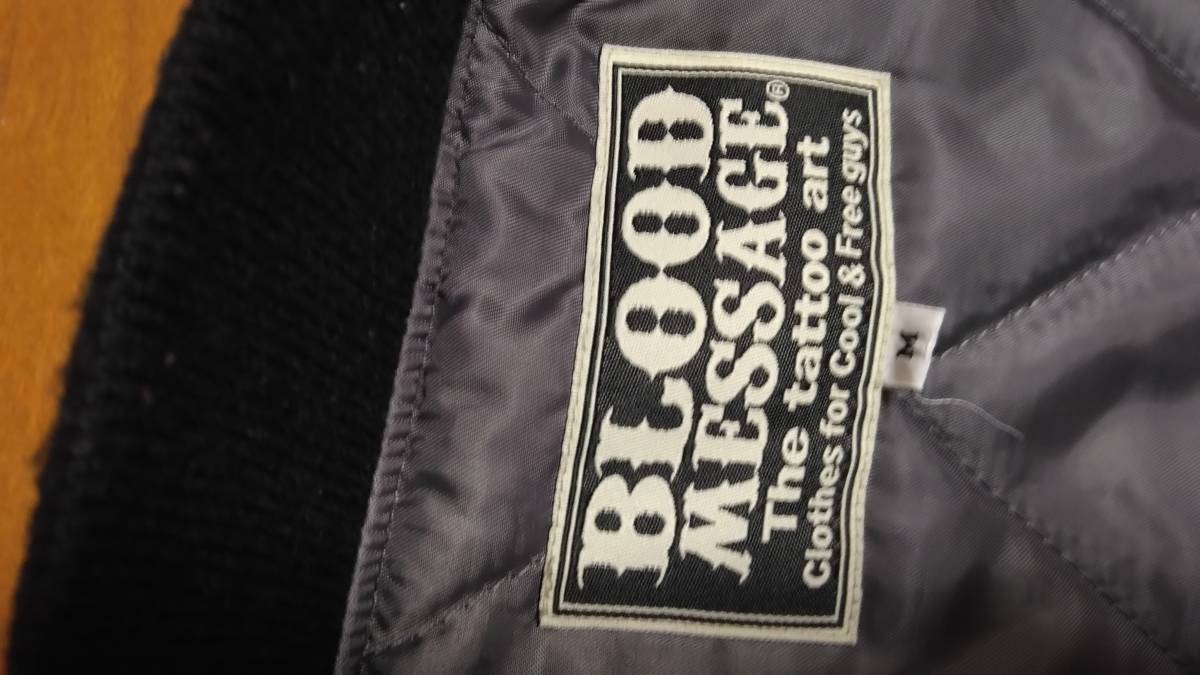 BLOOD
MESSAGE®
The tattoo art
Clothes for Cool & Free guys
M